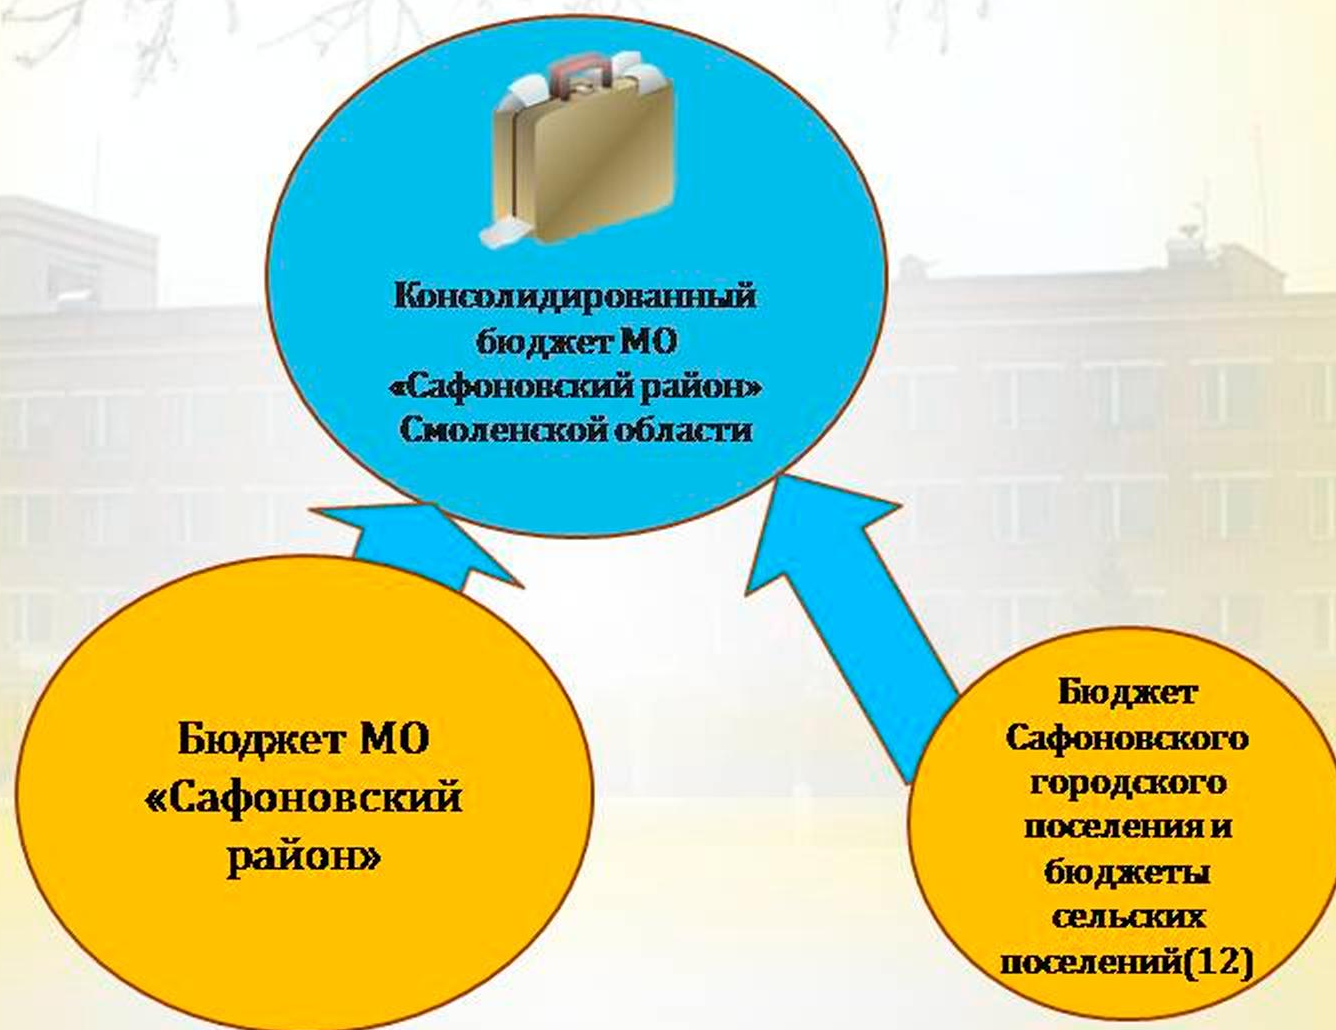 Консолидированный
бюджет МО
«Сафоновский район»
Смоленской области
Бюджет МО
«Сафоновский
район»
Бюджет
Сафоновского
городского
поселения и
бюджеты
сельских
поселений(12)